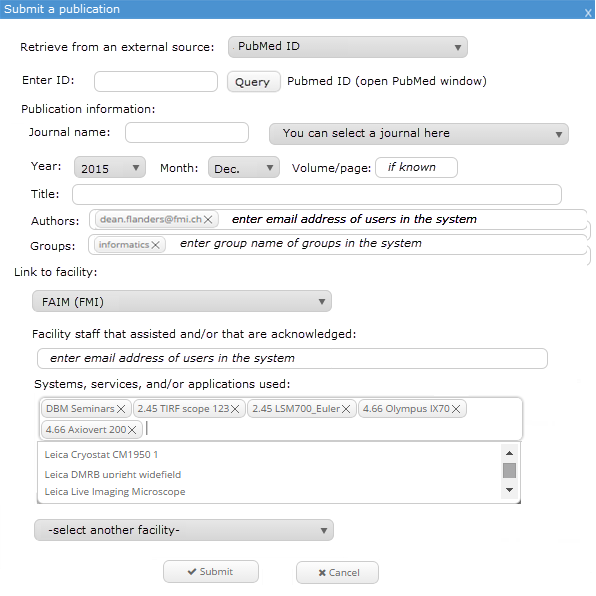 Submit a publication x
Retrieve from an external source: PubMed ID
Enter ID: Query Pubmed ID (open PubMed window)
Publication information:
Journal name: You can select a journal here
Year: 2015 Month: Dec. Volume/page: if known
Title:
Authors: dean.flanders@fmi.ch enter email address of users in the system
Groups: informatics enter group name of groups in the system
Link to facility:
FAIM (FMI)
Facility staff that assisted and/or that are acknowledged:
enter email address of users in the system
Systems, services, and/or applications used:
DBM Seminars 2.45 TIRF scope 123 2.45 LSM700_Euler 4.66 Olympus IX70
4.66 Axiovert 200
Leica Cryostat CM1950 1
Leica DMRB upright widefield
Leica Live Imaging Microscope
-select another facility-
Submit Cancel